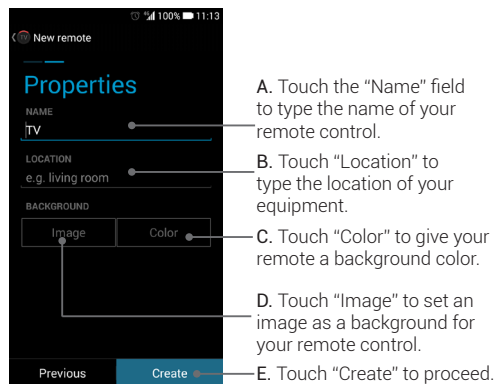 100% 11:13
TV New remote
Properties
NAME
TV
LOCATION
e.g. living room
BACKGROUND
Image Color
Previous Create
A. Touch the “Name” field
to type the name of your
remote control.
B. Touch “Location” to
type the location of your
equipment.
C. Touch “Color” to give your
remote a background color.
D. Touch “Image” to set an
image as a background for
your remote control.
E. Touch “Create” to proceed.